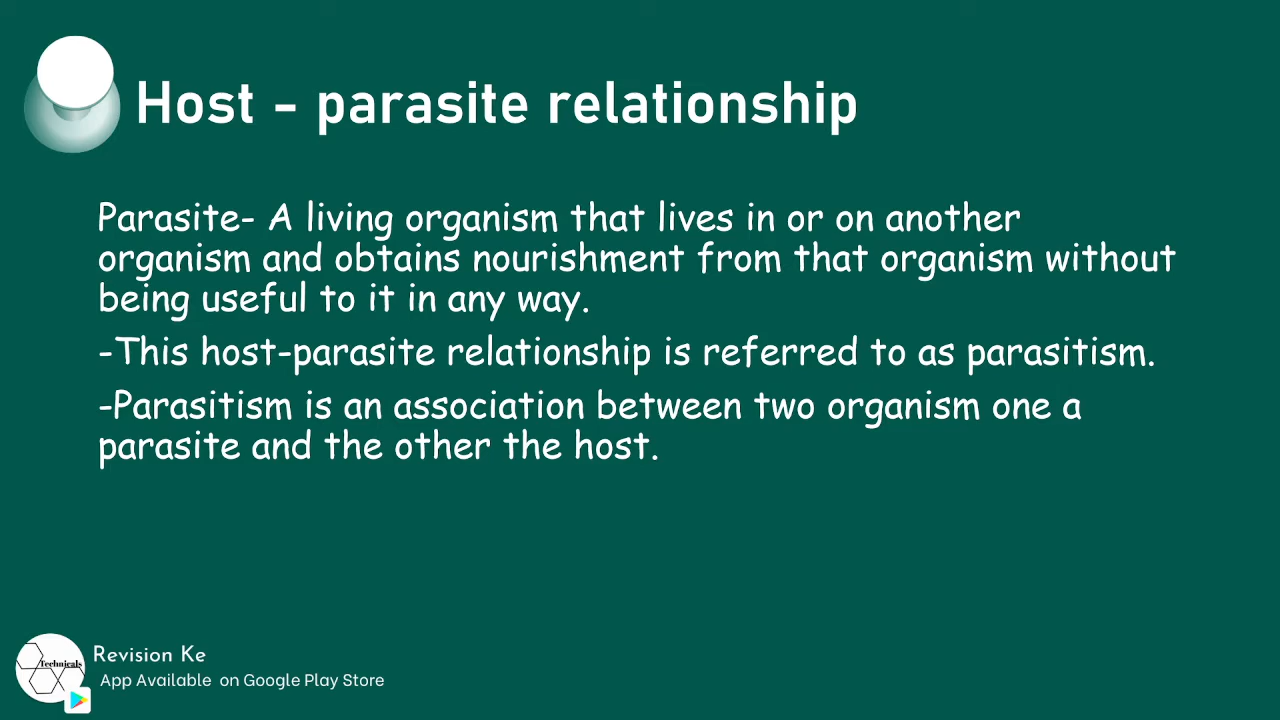 Host - parasite relationship
Parasite- A living organism that lives in or on another
organism and obtains nourishment from that organism without
being useful to it in any way.
-This host-parasite relationship is referred to as parasitism.
-Parasitism is an association between two organism one a
parasite and the other the host.
Technicals
Revision Ke
App Available on Google Play Store